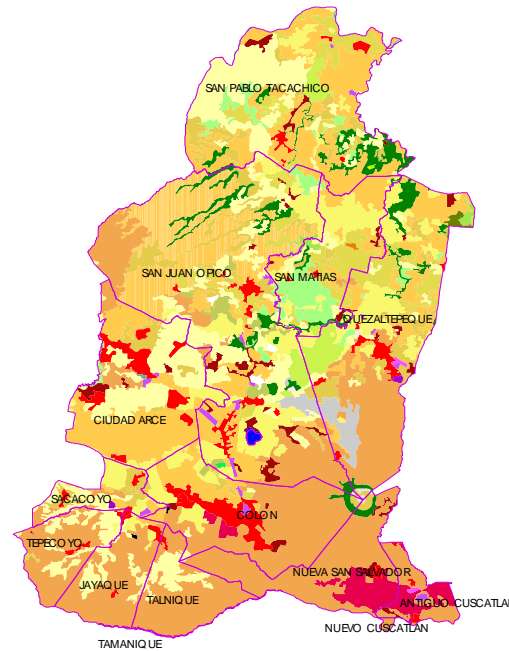 SAN PABLO TACACHICO
SAN JUAN OPICO
SAN MATIAS
QUEZALTEPEQUE
CIUDAD ARCE
SACACOYO
COLON
TEPECOYO
NUEVA SAN SALVADOR
JAYAQUE
TALNIQUE
ANTIGUO CUSCATLAN
NUEVO CUSCATLAN
TAMANIQUE